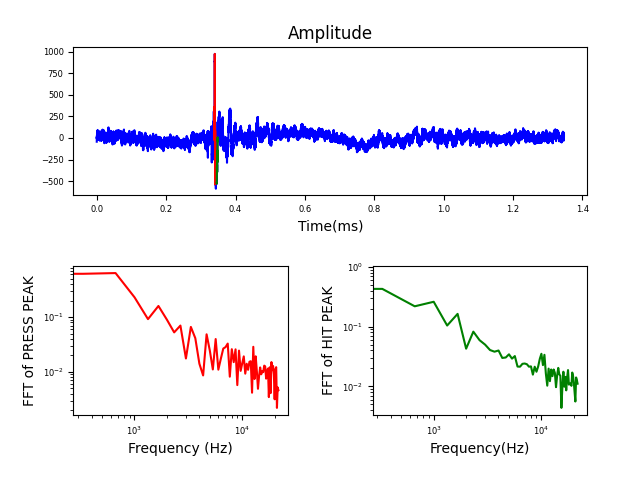 Amplitude
1000
750
500
250
0
−250
−500
0.0 0.2 0.4 0.6 0.8 1.0 1.2 1.4
Time(ms)
FFT of PRESS PEAK
10⁻¹
10⁻²
10³ 10⁴
Frequency (Hz)
FFT of HIT PEAK
10⁰
10⁻¹
10⁻²
10³ 10⁴
Frequency(Hz)